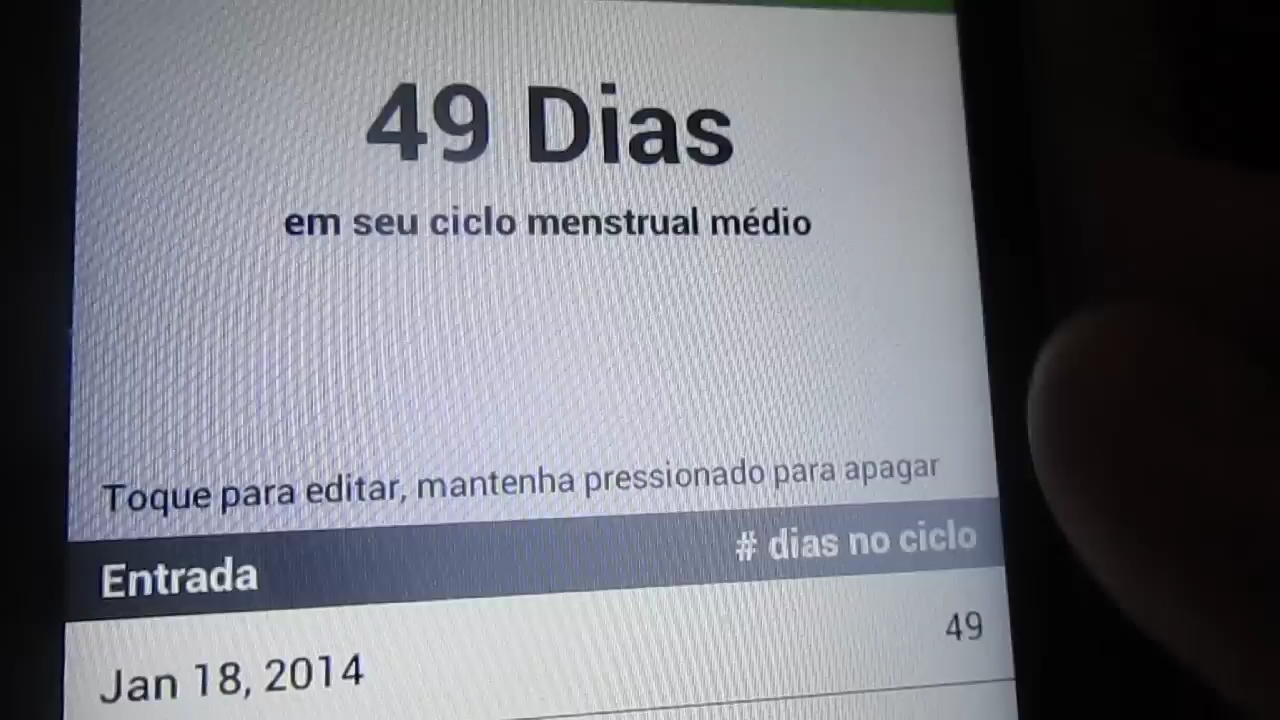 49 Dias
em seu ciclo menstrual médio
Toque para editar, mantenha pressionado para apagar
Entrada # dias no ciclo
Jan 18, 2014 49